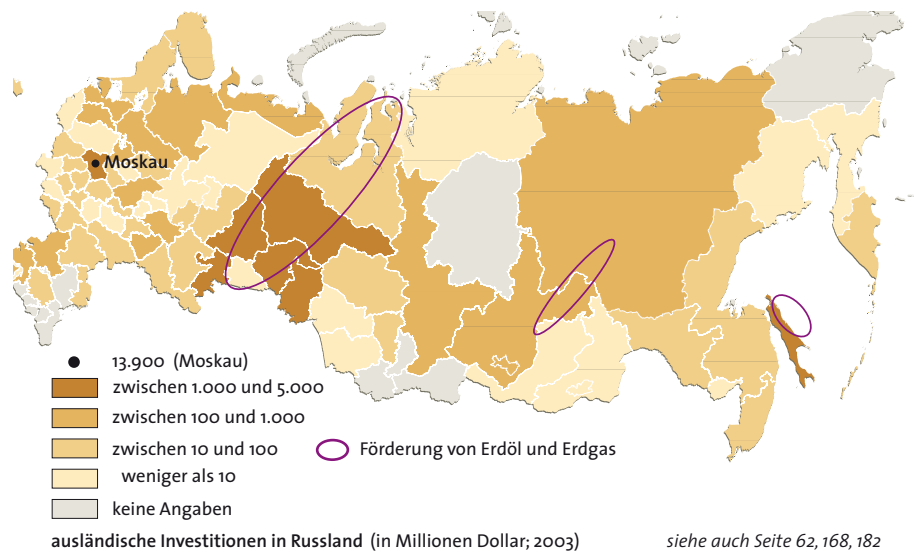 Moskau
13.900 (Moskau)
zwischen 1.000 und 5.000
zwischen 100 und 1.000
zwischen 10 und 100
Förderung von Erdöl und Erdgas
weniger als 10
keine Angaben
ausländische Investitionen in Russland (in Millionen Dollar; 2003)
siehe auch Seite 62, 168, 182